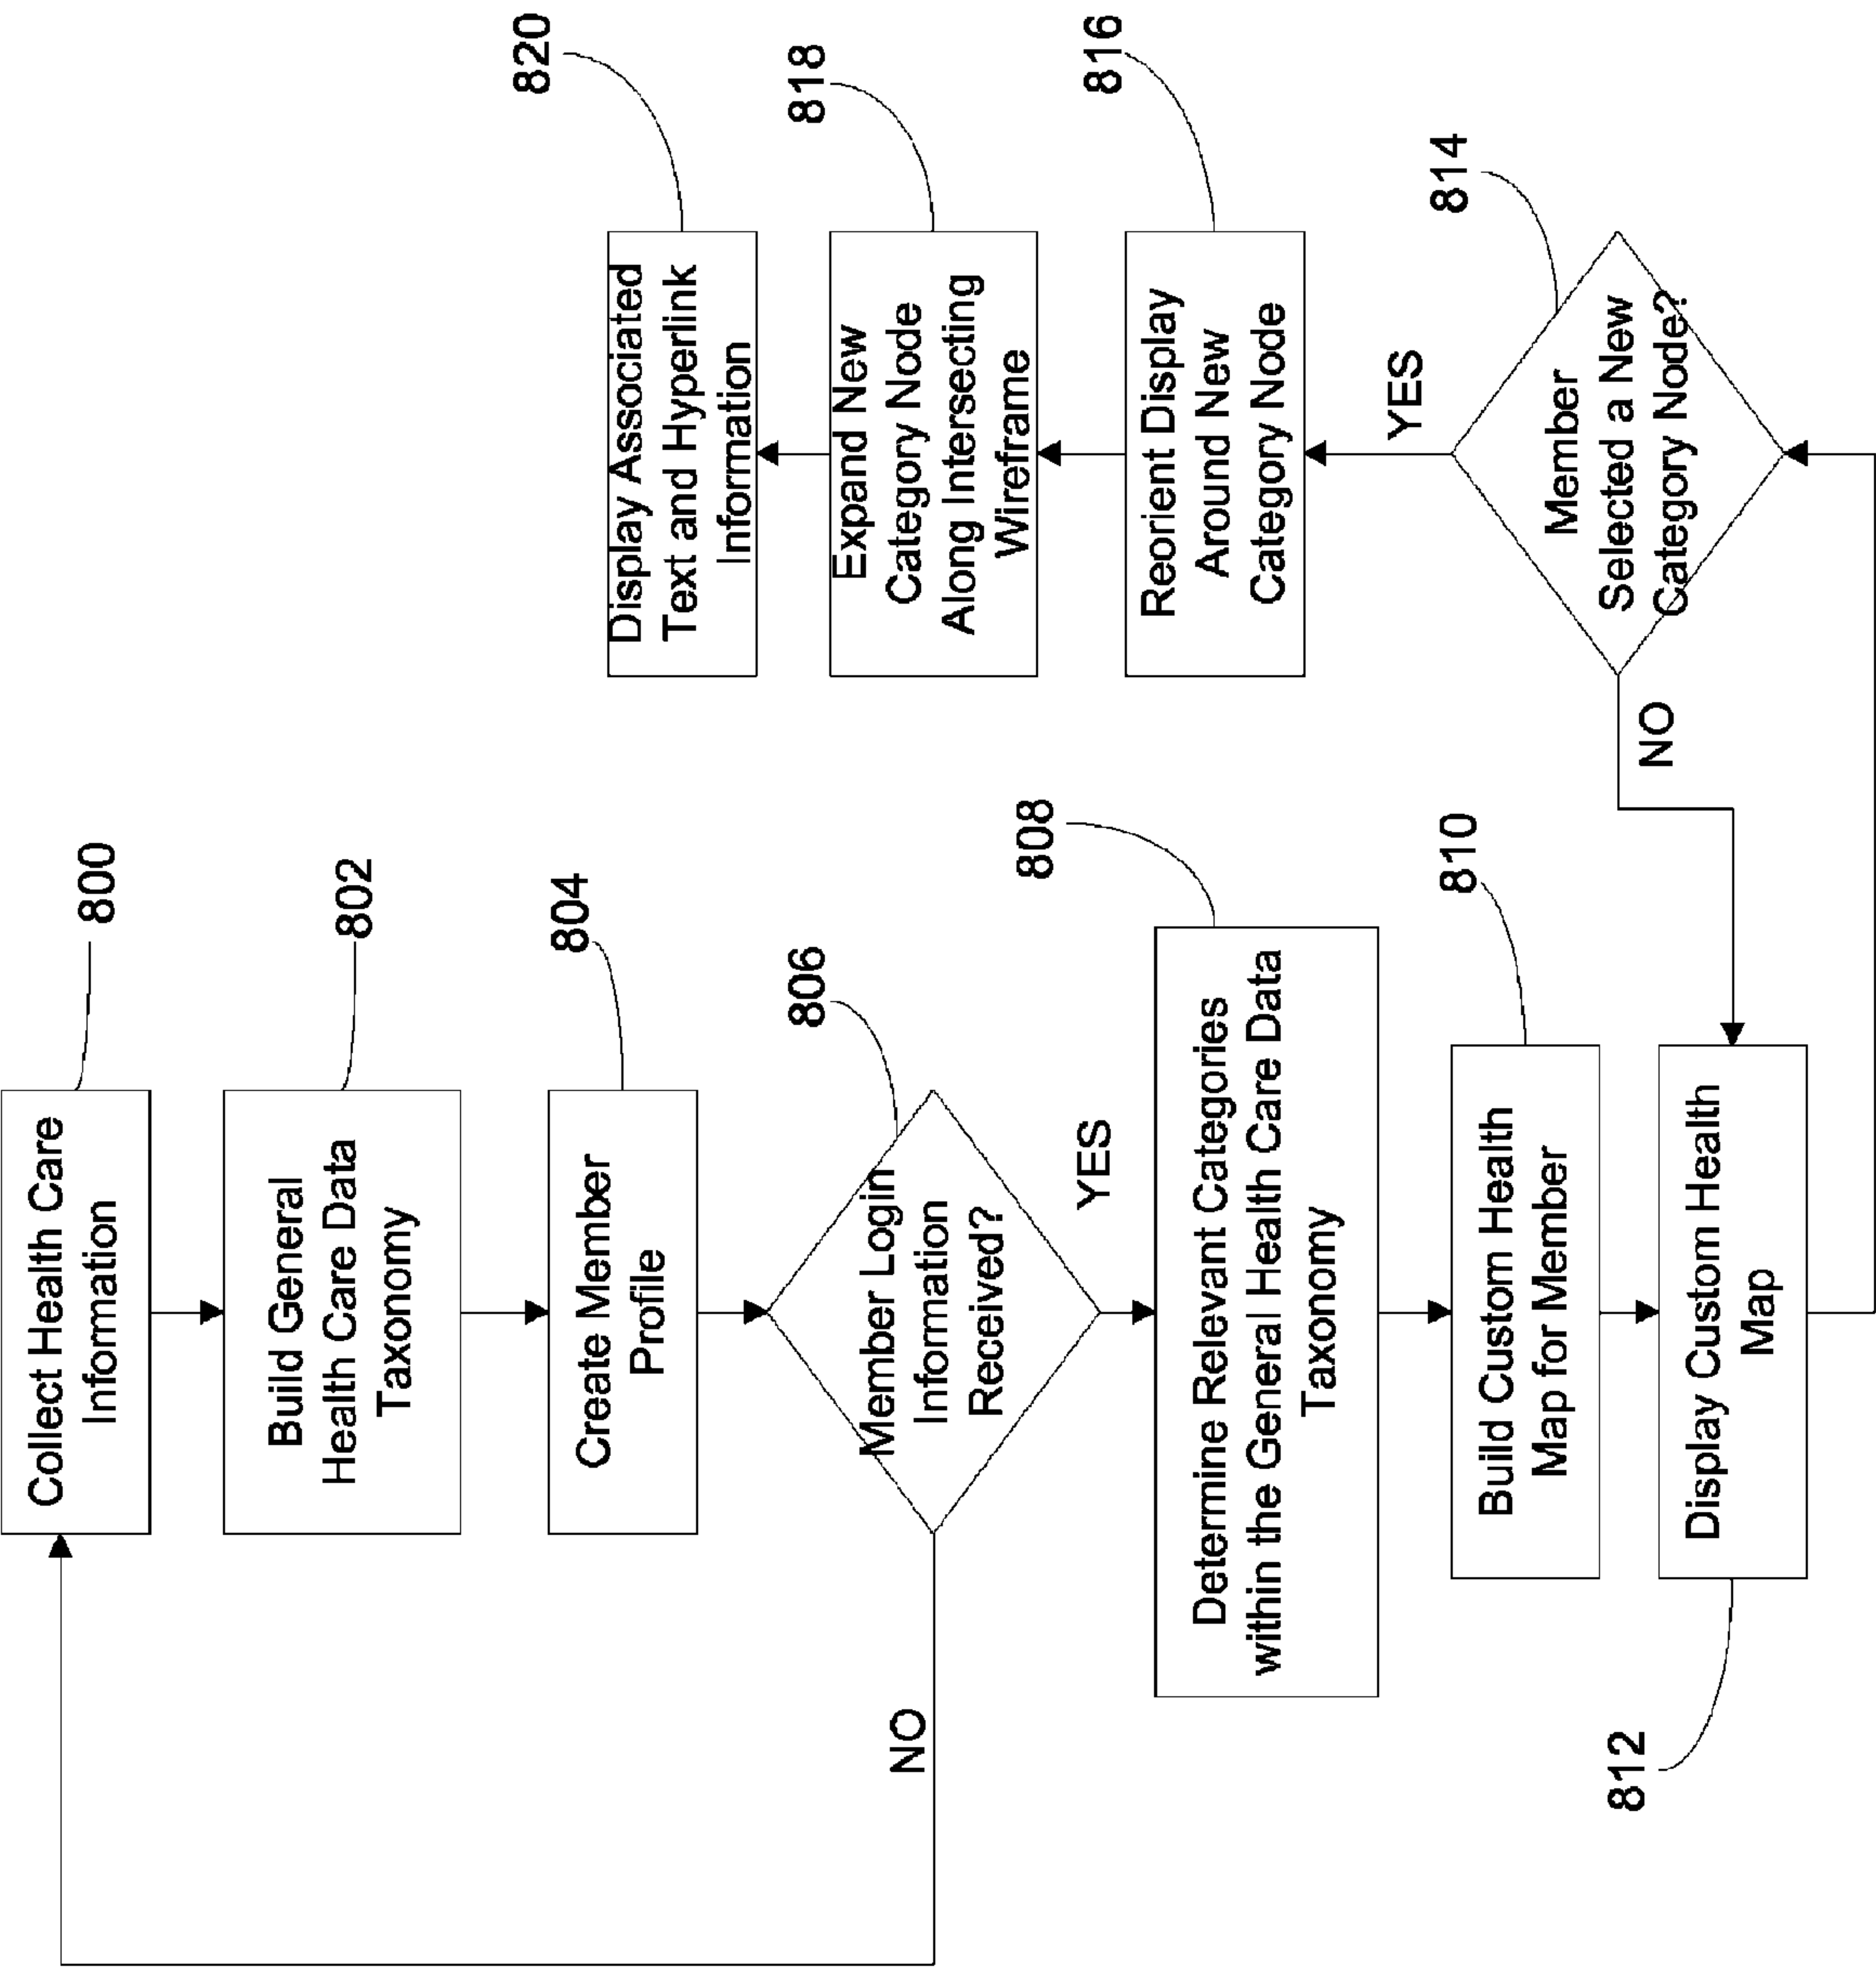 Collect Health Care
Information
800
Build General
Health Care Data
Taxonomy
802
Create Member
Profile
804
Member Login
Information
Received?
806
NO
YES
Determine Relevant Categories
within the General Health Care Data
Taxonomy
808
Build Custom Health
Map for Member
810
Display Custom Health
Map
812
Member
Selected a New
Category Node?
814
NO
YES
Reorient Display
Around New
Category Node
816
Expand New
Category Node
Along Intersecting
Wireframe
818
Display Associated
Text and Hyperlink
Information
820